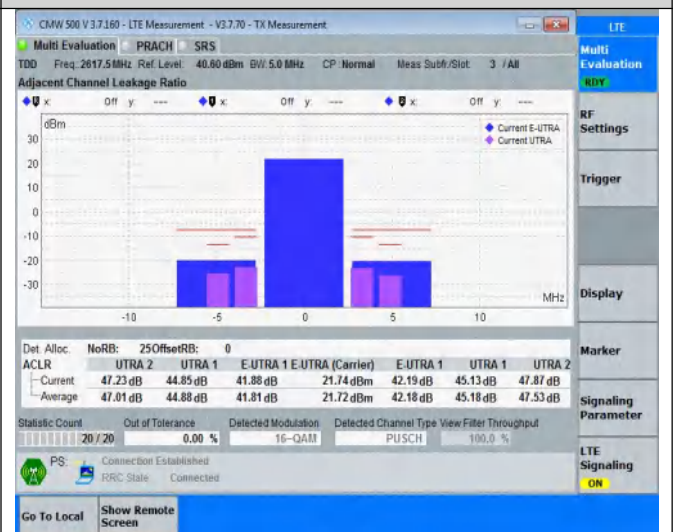 CMW 500 V 3.7.160 - LTE Measurement - V3.7.70 - TX Measurement
LTE
Multi Evaluation PRACH SRS
TDD Freq.: 2617.5 MHz Ref. Level: 40.60 dBm BW: 5.0 MHz CP: Normal Meas Subfr./Slot: 3 / All
Adjacent Channel Leakage Ratio
x: Off y: --- x: Off y: --- x: Off y: ---
dBm
Current E-UTRA
Current UTRA
30
20
10
0
-10
-20
-30
MHz
-10 -5 0 5 10
Det. Alloc. NoRB: 25 OffsetRB: 0
ACLR UTRA 2 UTRA 1 E-UTRA 1 E-UTRA (Carrier) E-UTRA 1 UTRA 1 UTRA 2
Current 47.23 dB 44.85 dB 41.88 dB 21.74 dBm 42.19 dB 45.13 dB 47.87 dB
Average 47.01 dB 44.88 dB 41.81 dB 21.72 dBm 42.18 dB 45.18 dB 47.53 dB
Statistic Count Out of Tolerance Detected Modulation Detected Channel Type View Filter Throughput
20 / 20 0.00 % 16-QAM PUSCH 100.0 %
PS: Connection Established
RRC State Connected
Multi
Evaluation
RDY
RF
Settings
Trigger
Display
Marker
Signaling
Parameter
LTE
Signaling
ON
Go To Local Show Remote
Screen